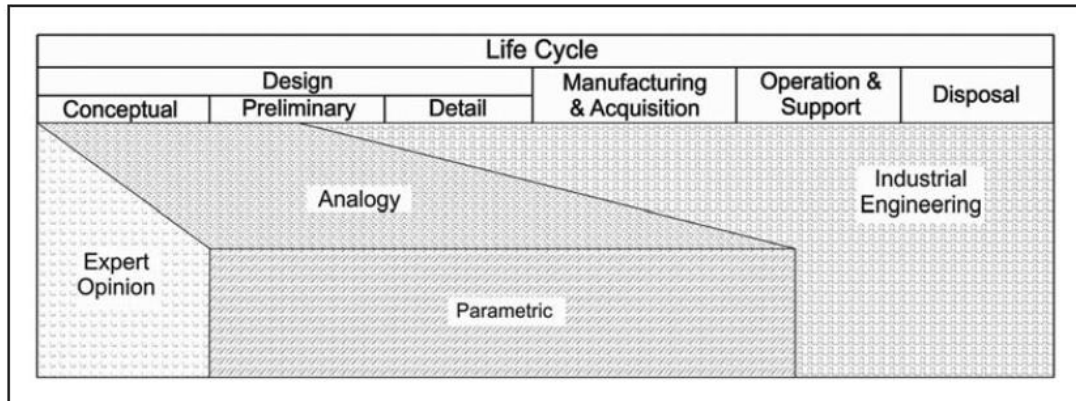 Life Cycle
Design
Manufacturing
& Acquisition
Operation &
Support
Disposal
Conceptual
Preliminary
Detail
Analogy
Industrial
Engineering
Expert
Opinion
Parametric